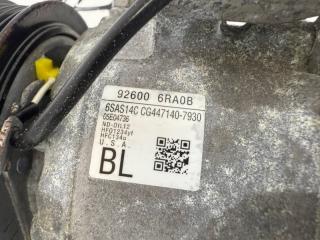 92600 6RA0B
6SAS14C CG447140-7930
05E04736
ND-OIL12
HFO1234yf
HFC134a
U.S.A.
BL